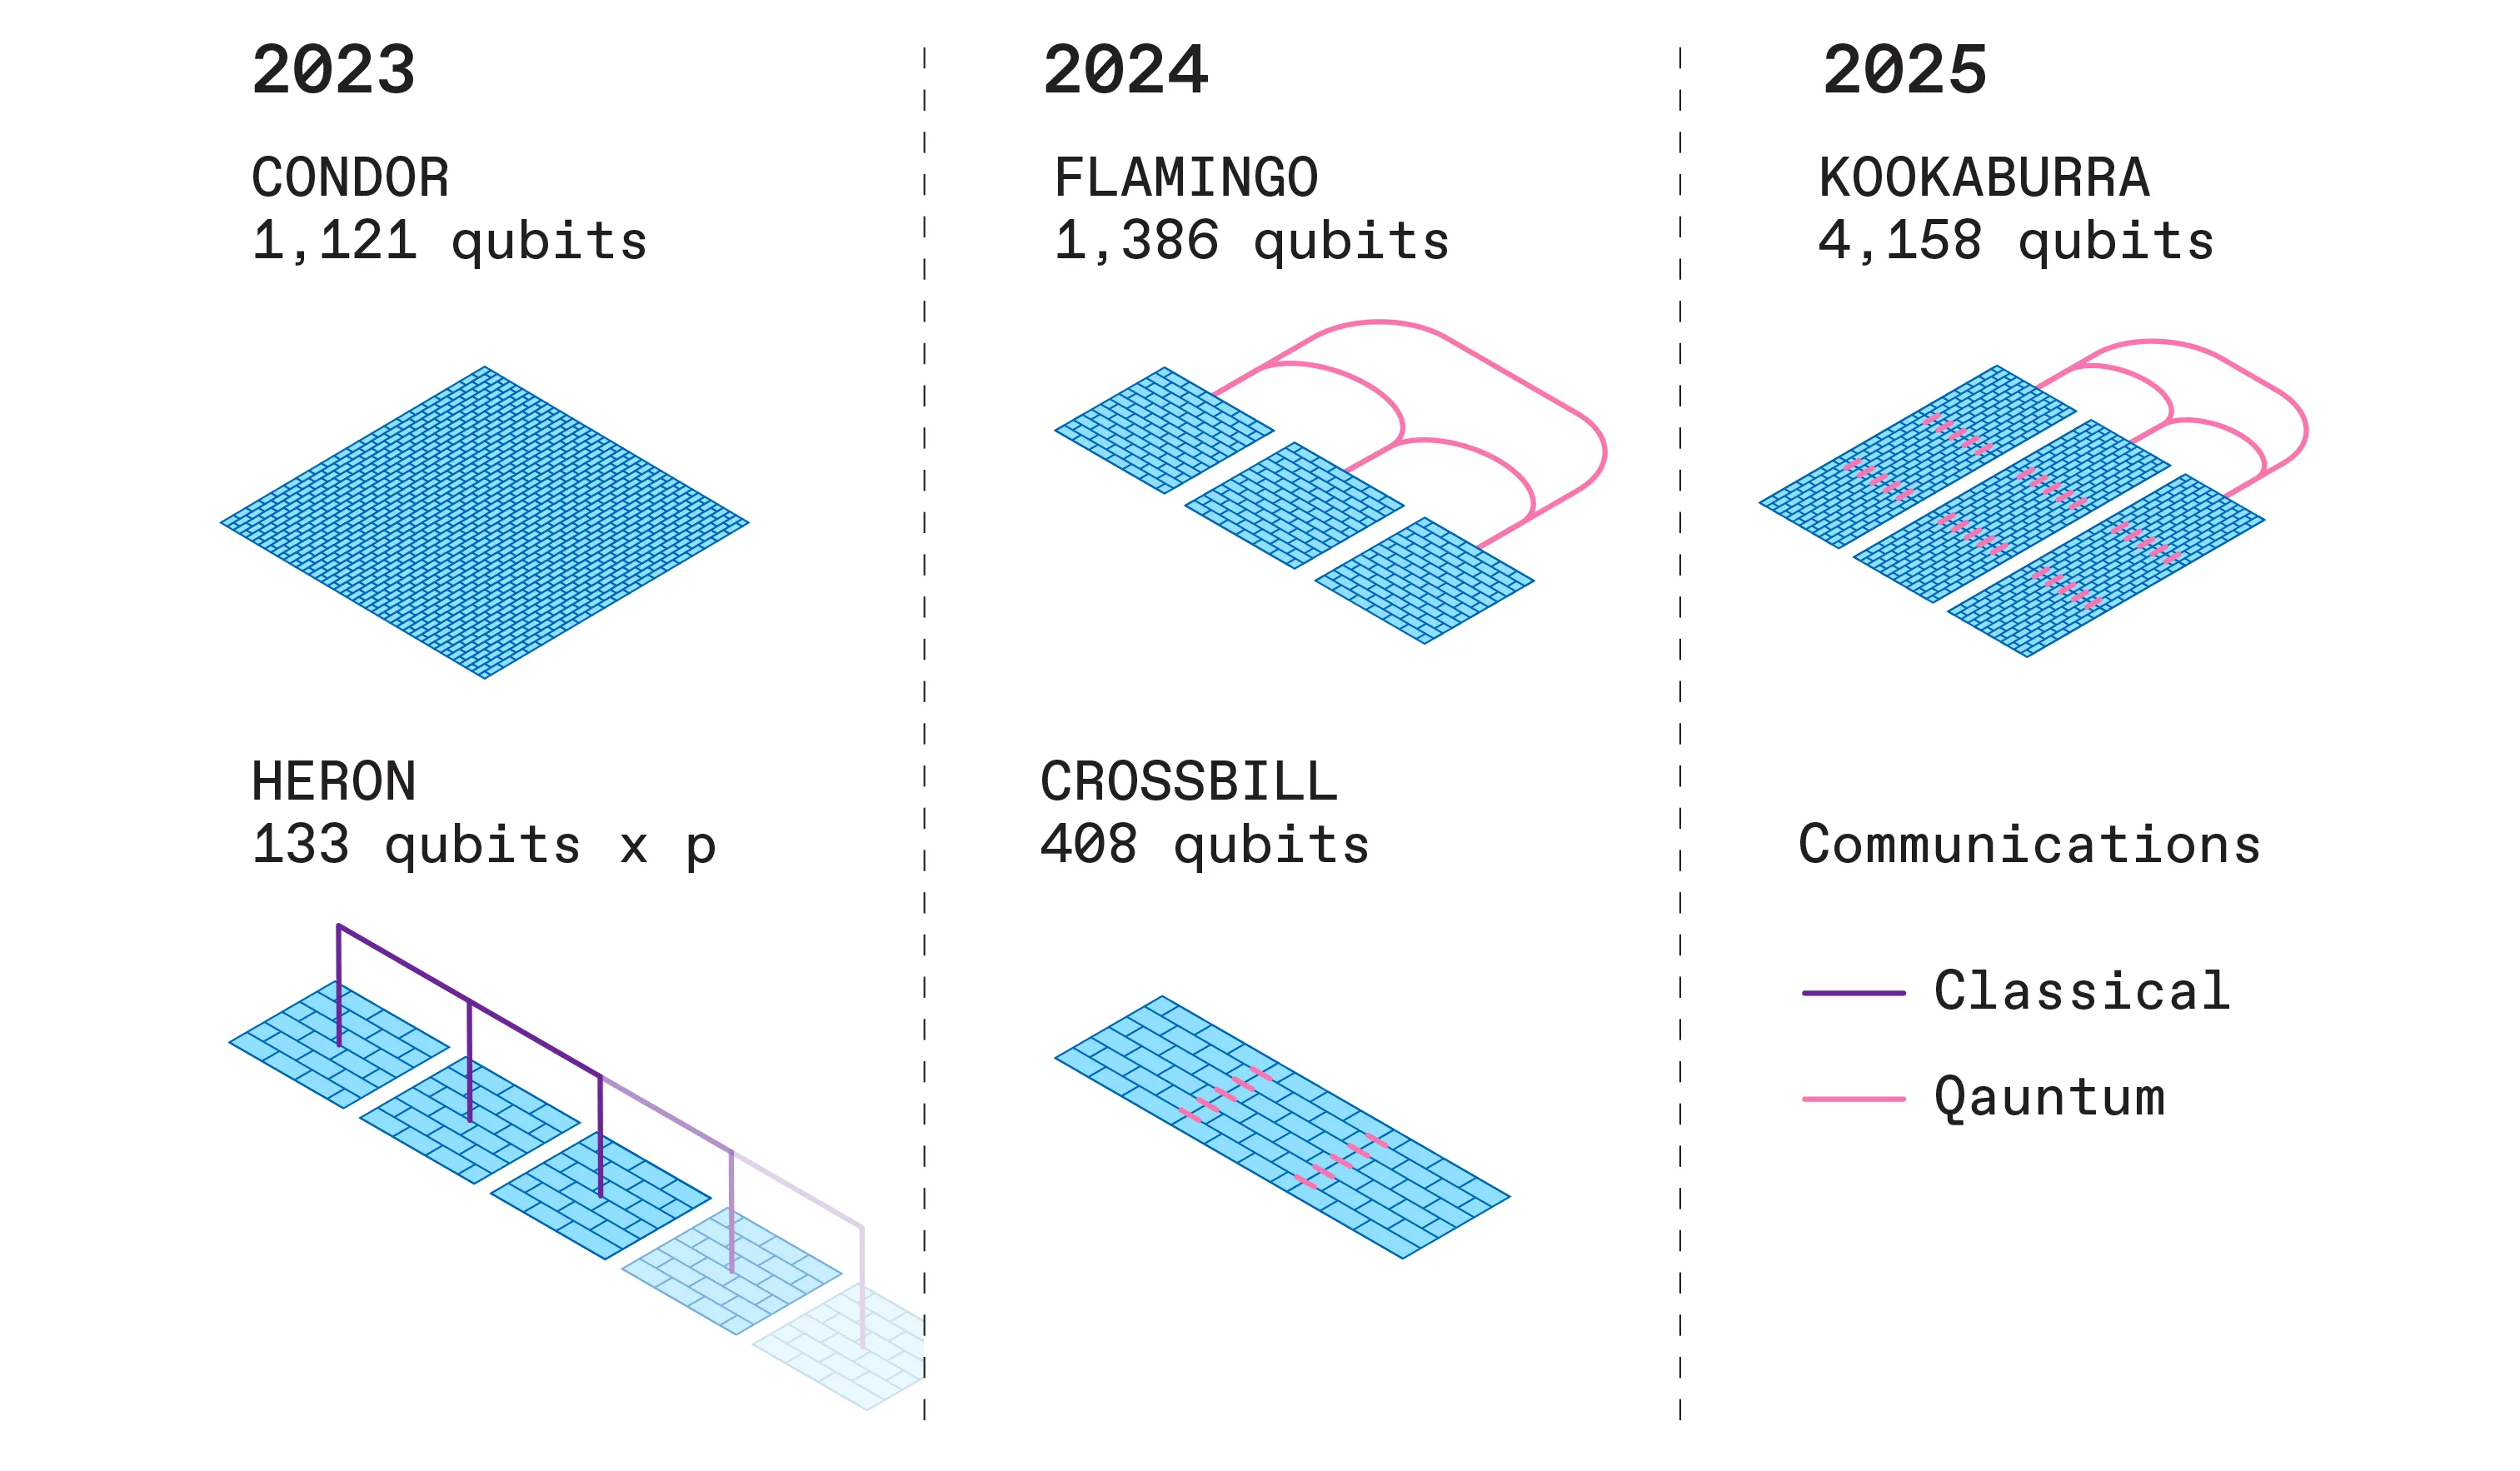 2023
CONDOR
1,121 qubits
HERON
133 qubits x p
2024
FLAMINGO
1,386 qubits
CROSSBILL
408 qubits
2025
KOOKABURRA
4,158 qubits
Communications
Classical
Qauntum